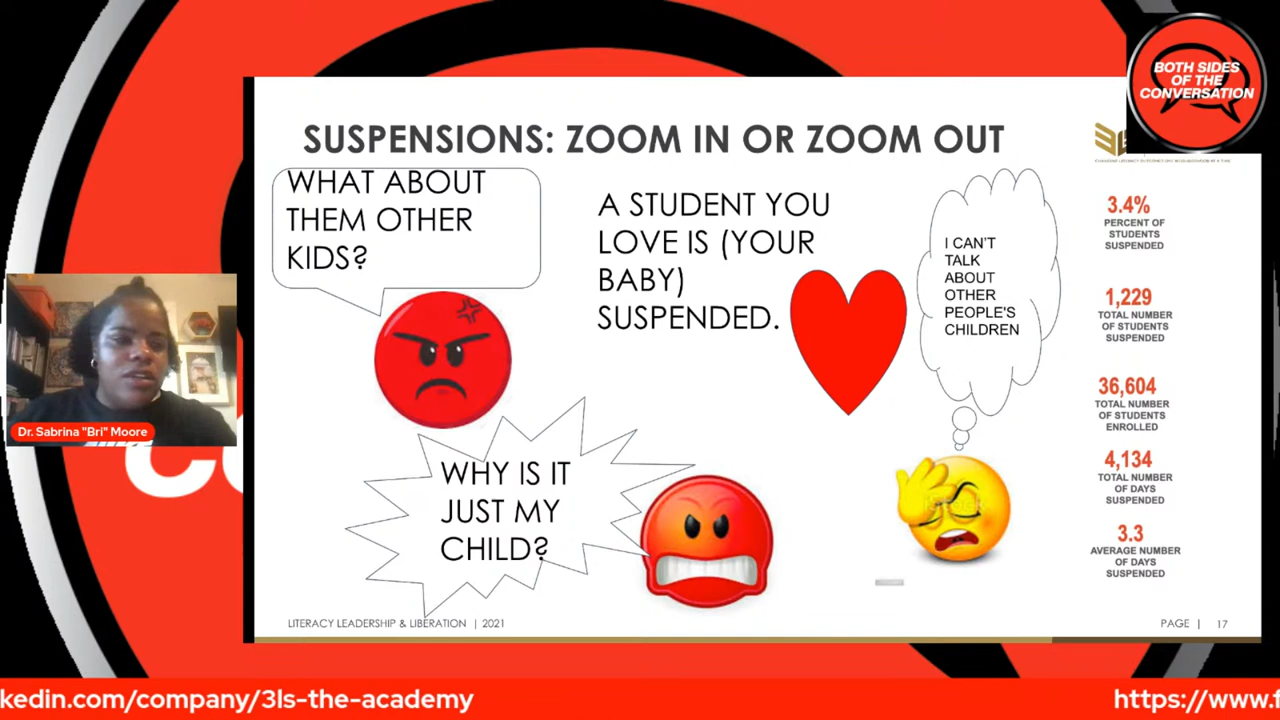 BOTH SIDES
OF THE
CONVERSATION
SUSPENSIONS: ZOOM IN OR ZOOM OUT
WHAT ABOUT
THEM OTHER
KIDS?
A STUDENT YOU
LOVE IS (YOUR
BABY)
SUSPENDED.
I CAN'T
TALK
ABOUT
OTHER
PEOPLE'S
CHILDREN
3.4%
PERCENT OF
STUDENTS
SUSPENDED
1,229
TOTAL NUMBER
OF STUDENTS
SUSPENDED
36,604
TOTAL NUMBER
OF STUDENTS
ENROLLED
4,134
TOTAL NUMBER
OF DAYS
SUSPENDED
3.3
AVERAGE NUMBER
OF DAYS
SUSPENDED
Dr. Sabrina "Bri" Moore
WHY IS IT
JUST MY
CHILD?
LITERACY LEADERSHIP & LIBERATION | 2021
PAGE | 17
kedin.com/company/3ls-the-academy
https://www.f